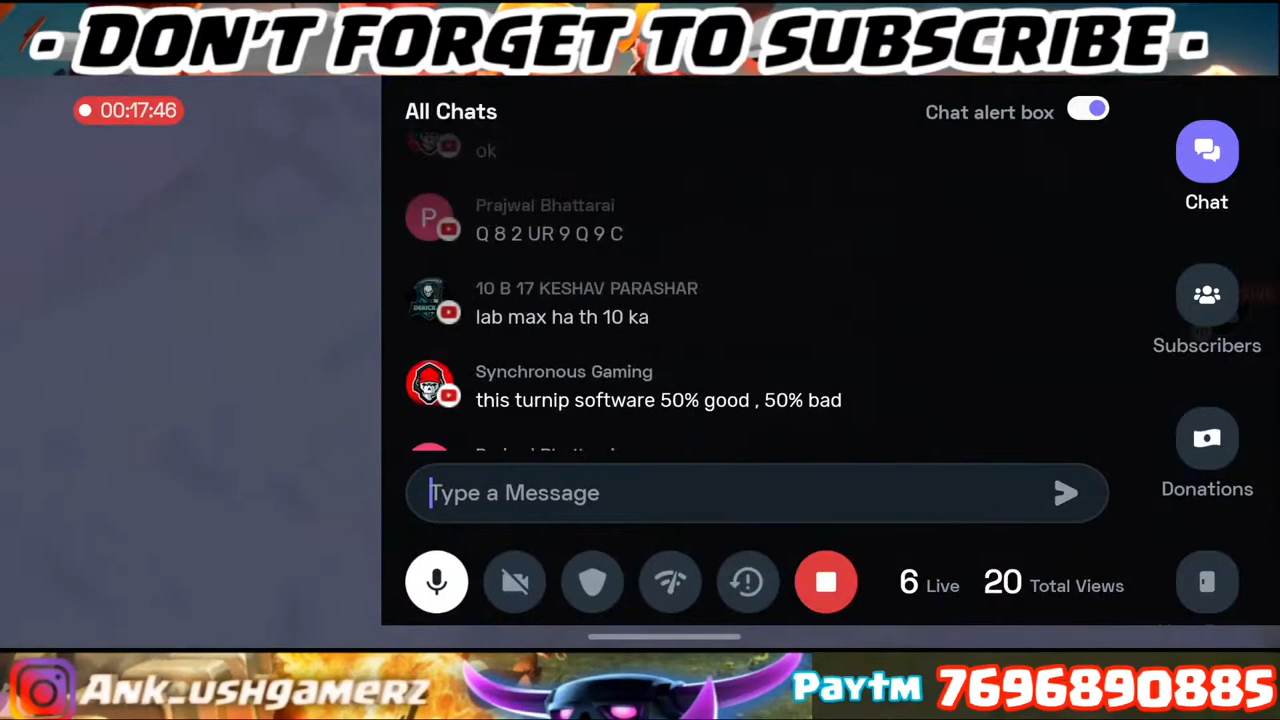 - DON'T FORGET TO SUBSCRIBE -
00:17:46
All Chats
Chat alert box
ok
Chat
Prajwal Bhattarai
P
Q 8 2 UR 9 Q 9 C
10 B 17 KESHAV PARASHAR
lab max ha th 10 ka
Subscribers
Synchronous Gaming
this turnip software 50% good , 50% bad
Type a Message
Donations
6 Live
20 Total Views
Ank_ushgamerz
Paytm 7696890885